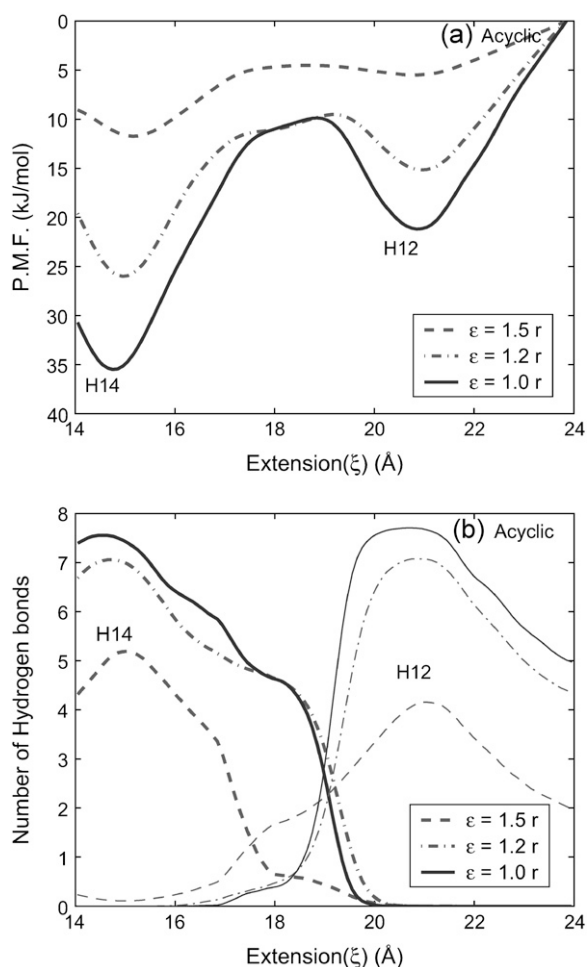 (a) Acyclic
0
5
10
15
20
25
30
35
40
P.M.F. (kJ/mol)
H12
H14
ε = 1.5 r
ε = 1.2 r
ε = 1.0 r
14 16 18 20 22 24
Extension(ξ) (Å)
(b) Acyclic
8
7
6
5
4
3
2
1
0
Number of Hydrogen bonds
H14
H12
ε = 1.5 r
ε = 1.2 r
ε = 1.0 r
14 16 18 20 22 24
Extension(ξ) (Å)